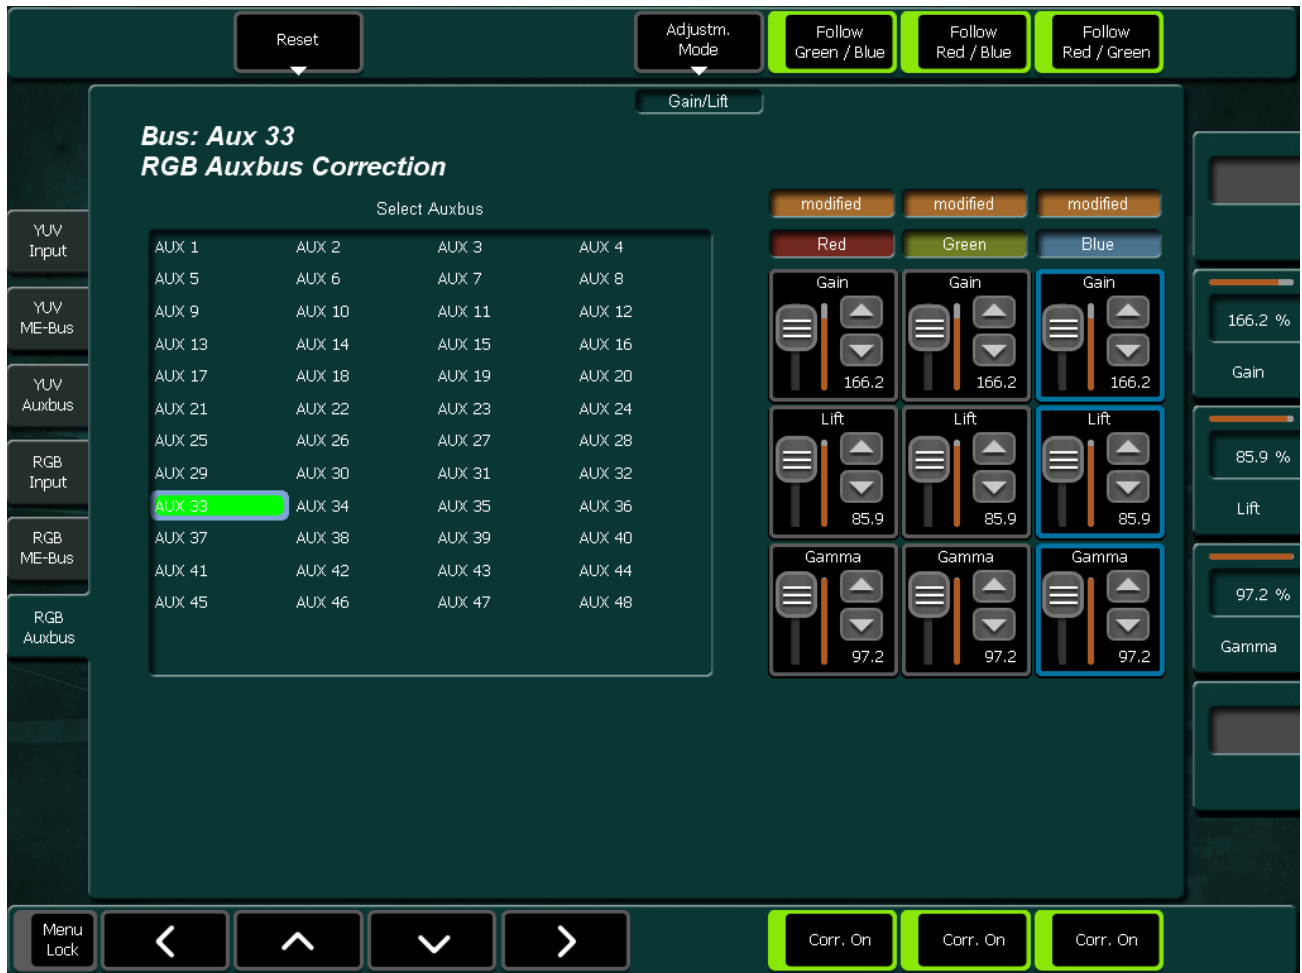 Reset
Adjustm.
Mode
Follow
Green / Blue
Follow
Red / Blue
Follow
Red / Green
Gain/Lift
Bus: Aux 33
RGB Auxbus Correction
Select Auxbus
YUV
Input
YUV
ME-Bus
YUV
Auxbus
RGB
Input
RGB
ME-Bus
RGB
Auxbus
AUX 1 AUX 2 AUX 3 AUX 4
AUX 5 AUX 6 AUX 7 AUX 8
AUX 9 AUX 10 AUX 11 AUX 12
AUX 13 AUX 14 AUX 15 AUX 16
AUX 17 AUX 18 AUX 19 AUX 20
AUX 21 AUX 22 AUX 23 AUX 24
AUX 25 AUX 26 AUX 27 AUX 28
AUX 29 AUX 30 AUX 31 AUX 32
AUX 33 AUX 34 AUX 35 AUX 36
AUX 37 AUX 38 AUX 39 AUX 40
AUX 41 AUX 42 AUX 43 AUX 44
AUX 45 AUX 46 AUX 47 AUX 48
modified modified modified
Red Green Blue
Gain Gain Gain
166.2 166.2 166.2
Lift Lift Lift
85.9 85.9 85.9
Gamma Gamma Gamma
97.2 97.2 97.2
166.2 %
Gain
85.9 %
Lift
97.2 %
Gamma
Menu
Lock
Corr. On Corr. On Corr. On